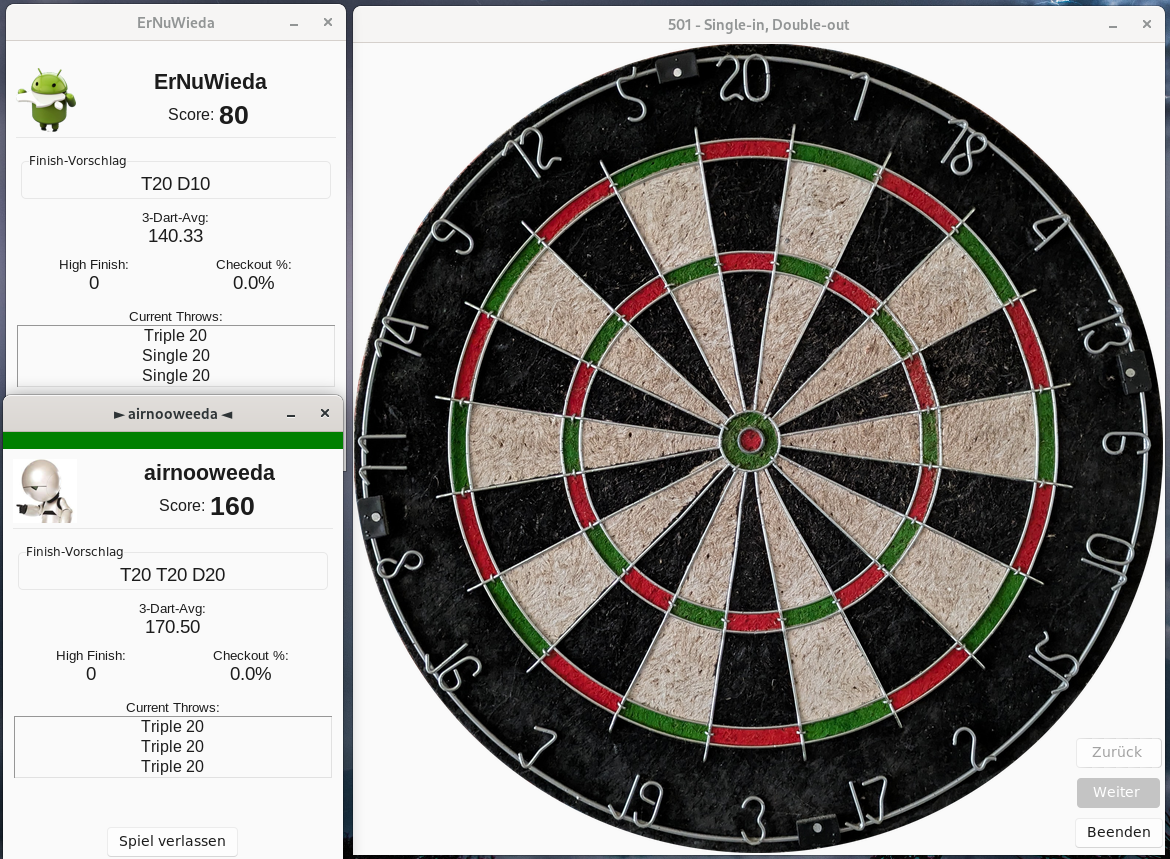 ErNuWieda
ErNuWieda
Score: 80
Finish-Vorschlag
T20 D10
3-Dart-Avg:
140.33
High Finish: Checkout %:
0 0.0%
Current Throws:
Triple 20
Single 20
Single 20
► airnooweeda ◄
airnooweeda
Score: 160
Finish-Vorschlag
T20 T20 D20
3-Dart-Avg:
170.50
High Finish: Checkout %:
0 0.0%
Current Throws:
Triple 20
Triple 20
Triple 20
Spiel verlassen
501 - Single-in, Double-out
20
1
18
4
13
6
10
15
2
17
3
19
7
16
8
11
14
9
12
5
Zurück
Weiter
Beenden